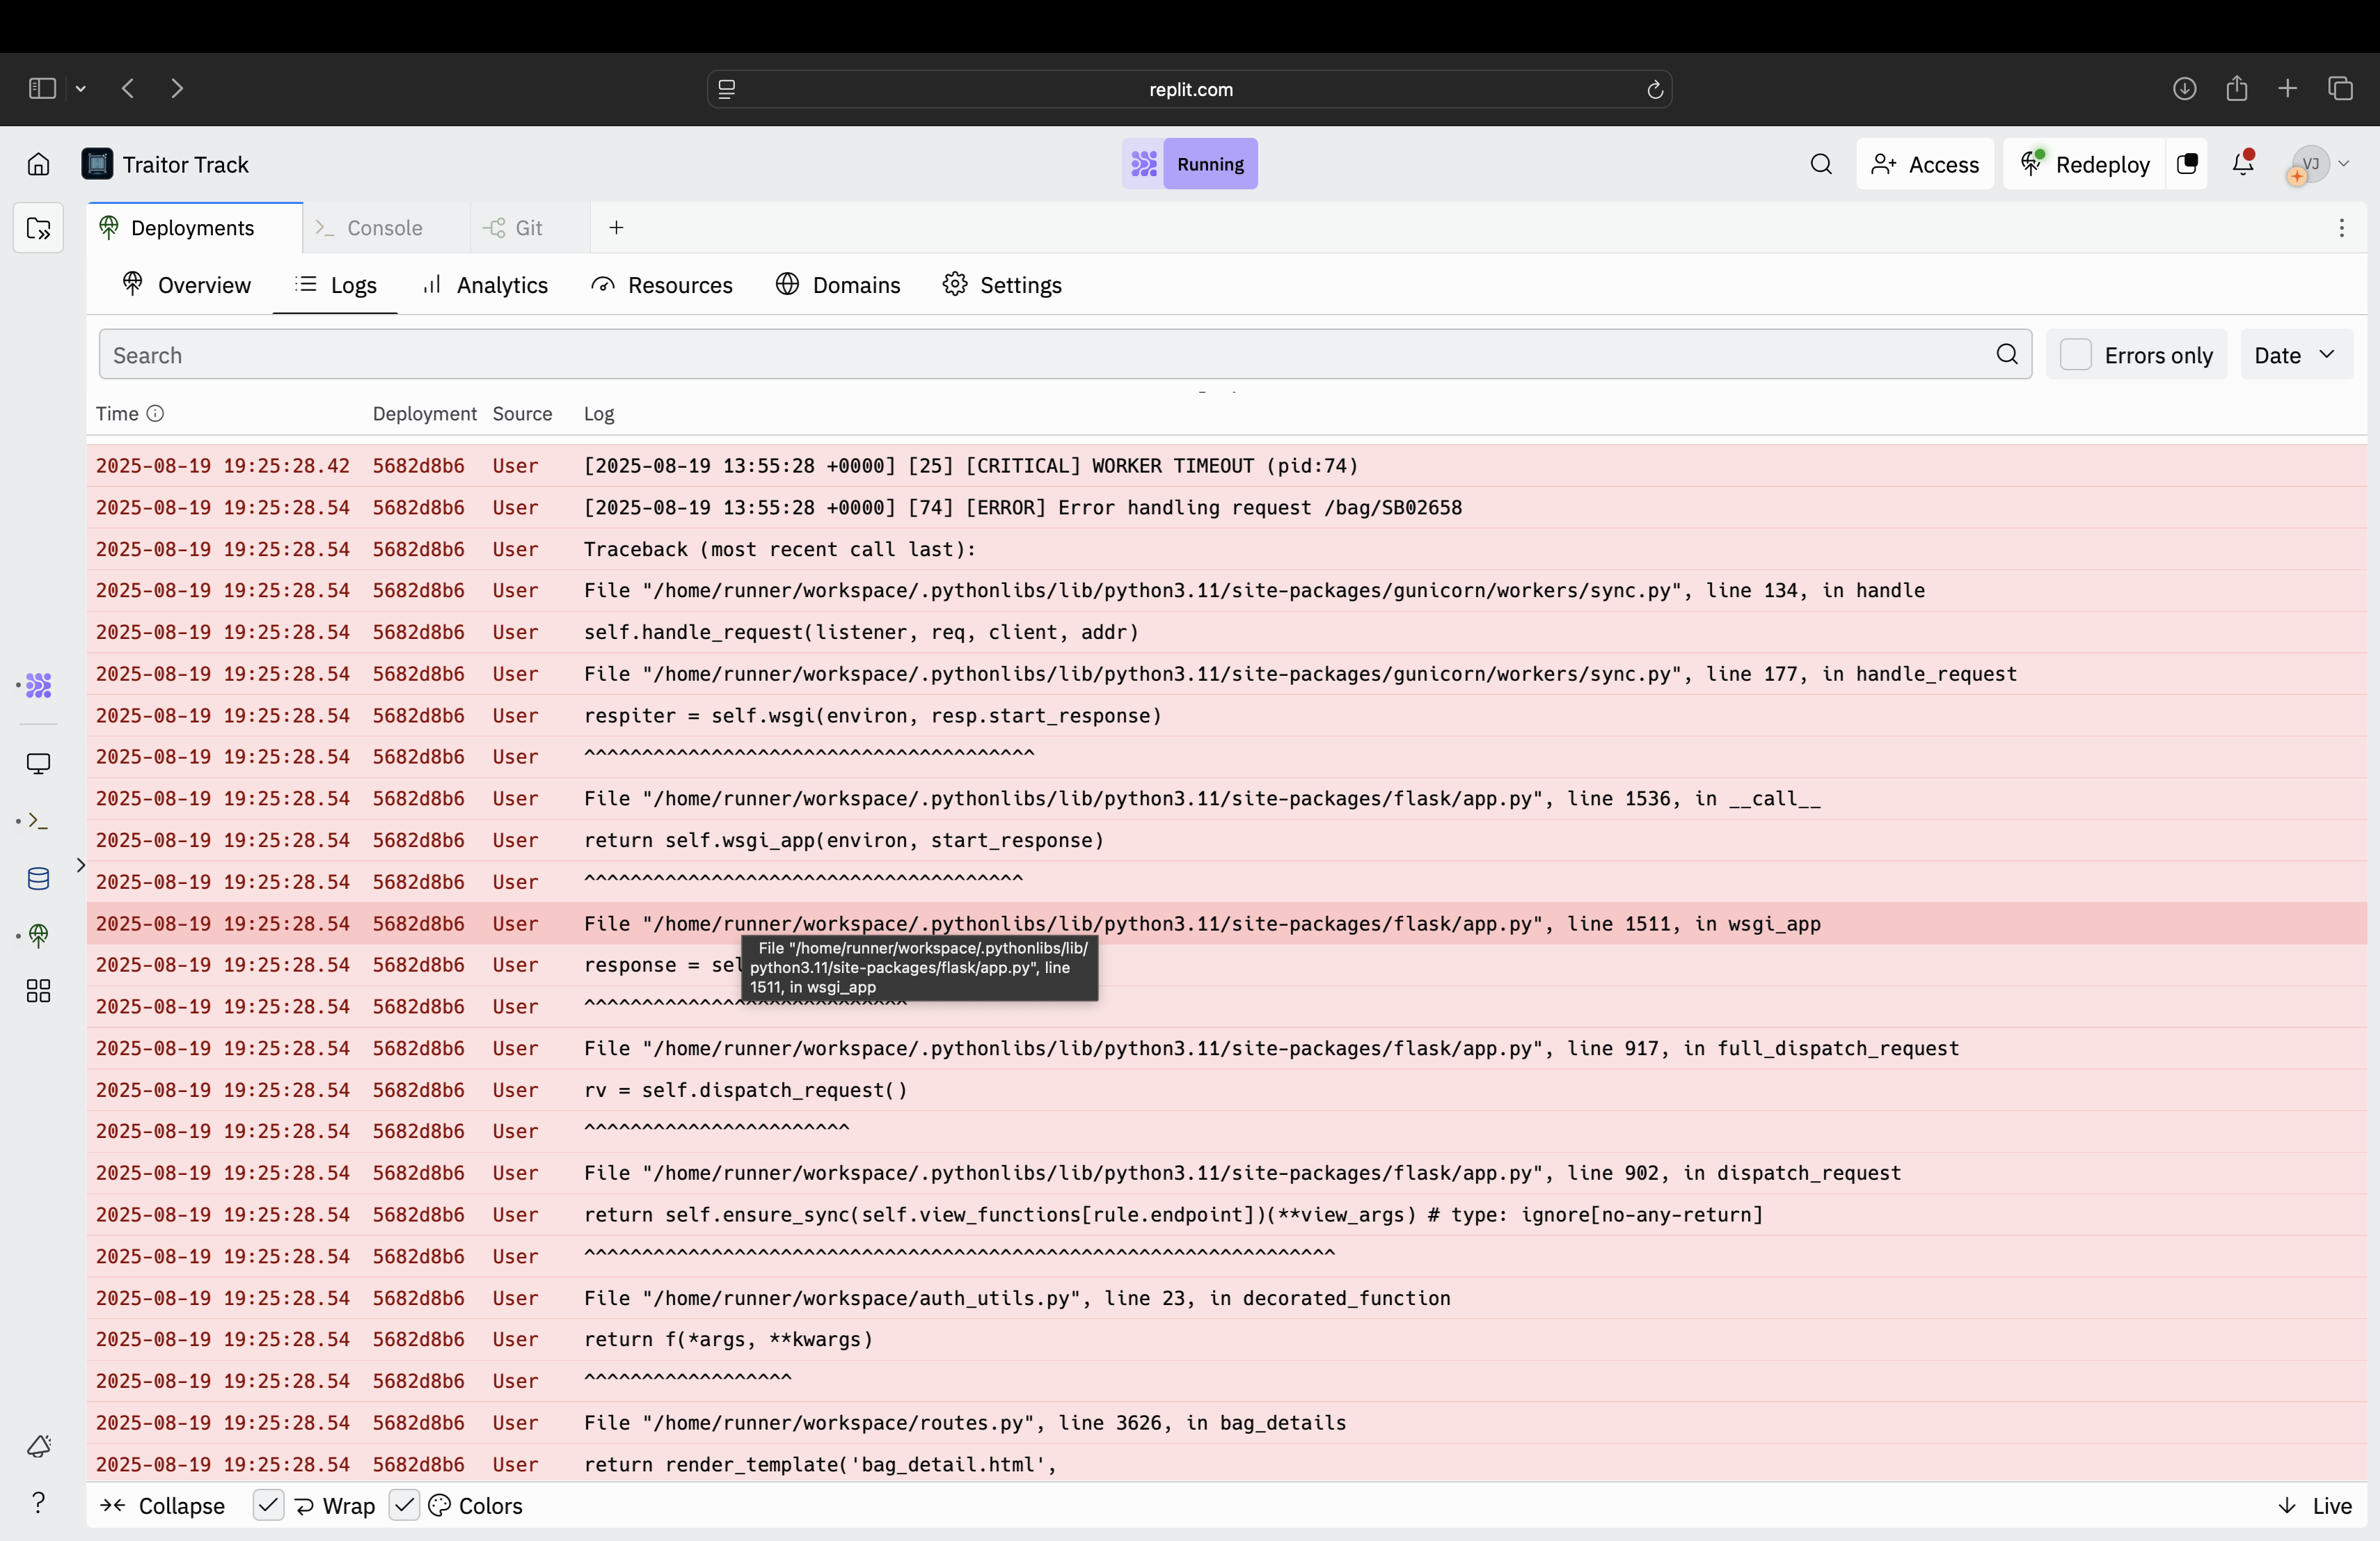 replit.com
Traitor Track
Running
Access
Redeploy
VJ
Deployments
Console
Git
Overview
Logs
Analytics
Resources
Domains
Settings
Search
Errors only
Date
Time Deployment Source Log
2025-08-19 19:25:28.42 5682d8b6 User [2025-08-19 13:55:28 +0000] [25] [CRITICAL] WORKER TIMEOUT (pid:74)
2025-08-19 19:25:28.54 5682d8b6 User [2025-08-19 13:55:28 +0000] [74] [ERROR] Error handling request /bag/SB02658
2025-08-19 19:25:28.54 5682d8b6 User Traceback (most recent call last):
2025-08-19 19:25:28.54 5682d8b6 User File "/home/runner/workspace/.pythonlibs/lib/python3.11/site-packages/gunicorn/workers/sync.py", line 134, in handle
2025-08-19 19:25:28.54 5682d8b6 User self.handle_request(listener, req, client, addr)
2025-08-19 19:25:28.54 5682d8b6 User File "/home/runner/workspace/.pythonlibs/lib/python3.11/site-packages/gunicorn/workers/sync.py", line 177, in handle_request
2025-08-19 19:25:28.54 5682d8b6 User respiter = self.wsgi(environ, resp.start_response)
2025-08-19 19:25:28.54 5682d8b6 User ^^^^^^^^^^^^^^^^^^^^^^^^^^^^^^^^^^^^^^^
2025-08-19 19:25:28.54 5682d8b6 User File "/home/runner/workspace/.pythonlibs/lib/python3.11/site-packages/flask/app.py", line 1536, in __call__
2025-08-19 19:25:28.54 5682d8b6 User return self.wsgi_app(environ, start_response)
2025-08-19 19:25:28.54 5682d8b6 User ^^^^^^^^^^^^^^^^^^^^^^^^^^^^^^^^^^^^^^
2025-08-19 19:25:28.54 5682d8b6 User File "/home/runner/workspace/.pythonlibs/lib/python3.11/site-packages/flask/app.py", line 1511, in wsgi_app
File "/home/runner/workspace/.pythonlibs/lib/
python3.11/site-packages/flask/app.py", line
1511, in wsgi_app
2025-08-19 19:25:28.54 5682d8b6 User response =
2025-08-19 19:25:28.54 5682d8b6 User ^^^^^^^^^^^^^^^^^^^^^^^^^^^^
2025-08-19 19:25:28.54 5682d8b6 User File "/home/runner/workspace/.pythonlibs/lib/python3.11/site-packages/flask/app.py", line 917, in full_dispatch_request
2025-08-19 19:25:28.54 5682d8b6 User rv = self.dispatch_request()
2025-08-19 19:25:28.54 5682d8b6 User ^^^^^^^^^^^^^^^^^^^^^^^
2025-08-19 19:25:28.54 5682d8b6 User File "/home/runner/workspace/.pythonlibs/lib/python3.11/site-packages/flask/app.py", line 902, in dispatch_request
2025-08-19 19:25:28.54 5682d8b6 User return self.ensure_sync(self.view_functions[rule.endpoint])(**view_args) # type: ignore[no-any-return]
2025-08-19 19:25:28.54 5682d8b6 User ^^^^^^^^^^^^^^^^^^^^^^^^^^^^^^^^^^^^^^^^^^^^^^^^^^^^^^^^^^^^^^^^^
2025-08-19 19:25:28.54 5682d8b6 User File "/home/runner/workspace/auth_utils.py", line 23, in decorated_function
2025-08-19 19:25:28.54 5682d8b6 User return f(*args, **kwargs)
2025-08-19 19:25:28.54 5682d8b6 User ^^^^^^^^^^^^^^^^^^
2025-08-19 19:25:28.54 5682d8b6 User File "/home/runner/workspace/routes.py", line 3626, in bag_details
2025-08-19 19:25:28.54 5682d8b6 User return render_template('bag_detail.html',
Collapse
Wrap
Colors
Live